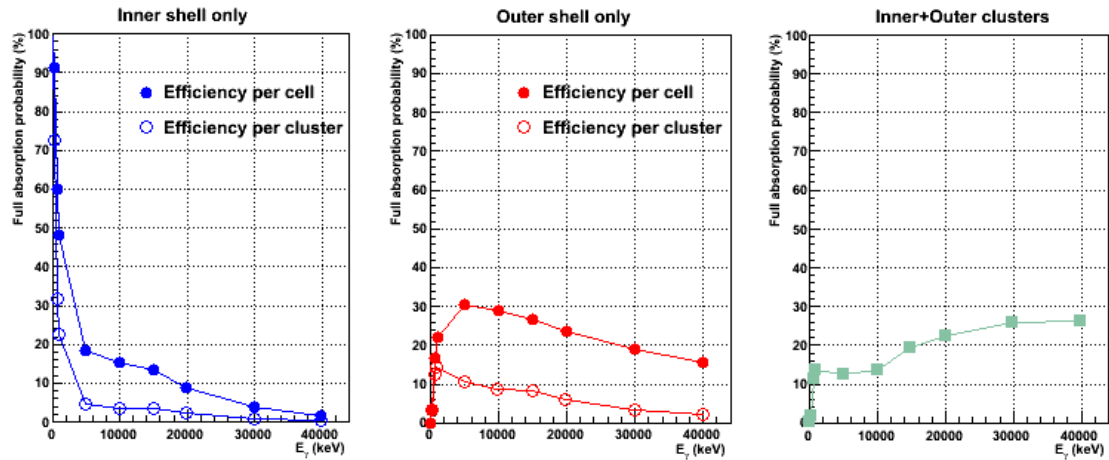 Inner shell only
Full absorption probability (%)
100
90
80
70
60
50
40
30
20
10
0
Efficiency per cell
Efficiency per cluster
0 10000 20000 30000 40000
Eγ (keV)
Outer shell only
Full absorption probability (%)
100
90
80
70
60
50
40
30
20
10
0
Efficiency per cell
Efficiency per cluster
0 10000 20000 30000 40000
Eγ (keV)
Inner+Outer clusters
Full absorption probability (%)
100
90
80
70
60
50
40
30
20
10
0
0 10000 20000 30000 40000
Eγ (keV)